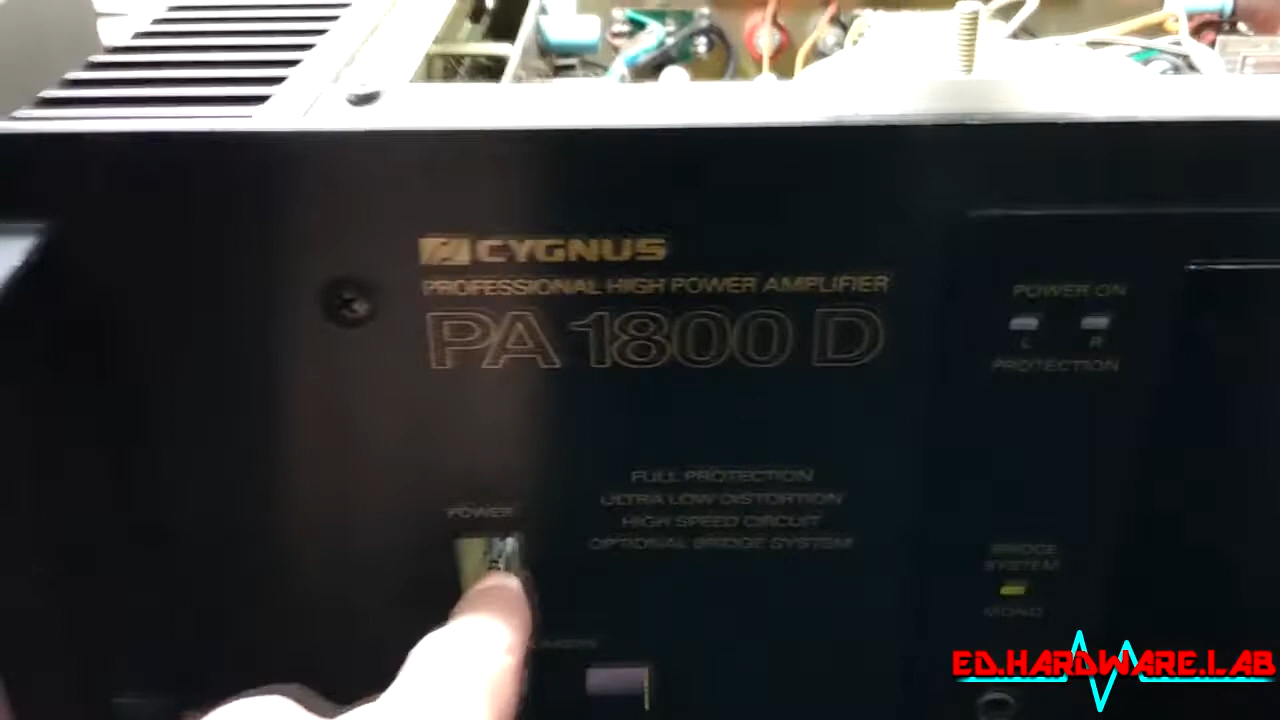 CYGNUS
PROFESSIONAL HIGH POWER AMPLIFIER
PA 1800 D
POWER ON
L R
PROTECTION
FULL PROTECTION
ULTRA LOW DISTORTION
HIGH SPEED CIRCUIT
OPTIONAL BRIDGE SYSTEM
POWER
BRIDGE
SYSTEM
MONO
ED.HARDWARE.LAB